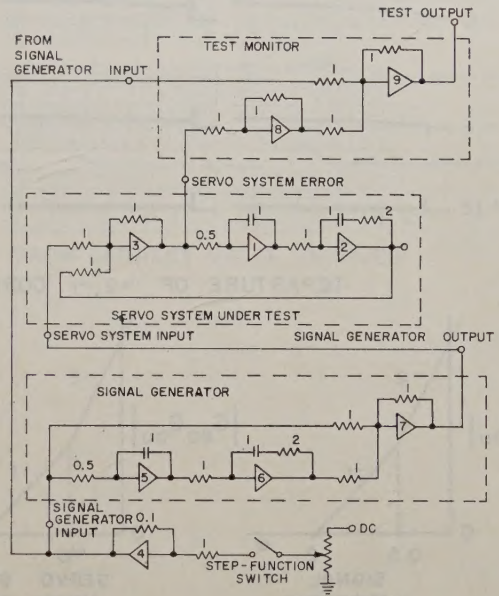 TEST OUTPUT
FROM
SIGNAL
GENERATOR INPUT
TEST MONITOR
1
1
9
1
1
8
1
SERVO SYSTEM ERROR
1
1
3
1
0.5
1
1
1
1
2
2
SERVO SYSTEM UNDER TEST
SERVO SYSTEM INPUT
SIGNAL GENERATOR OUTPUT
SIGNAL GENERATOR
1
1
7
0.5
1
5
1
1
2
6
1
SIGNAL
GENERATOR
INPUT
0.1
4
1
STEP-FUNCTION
SWITCH
DC